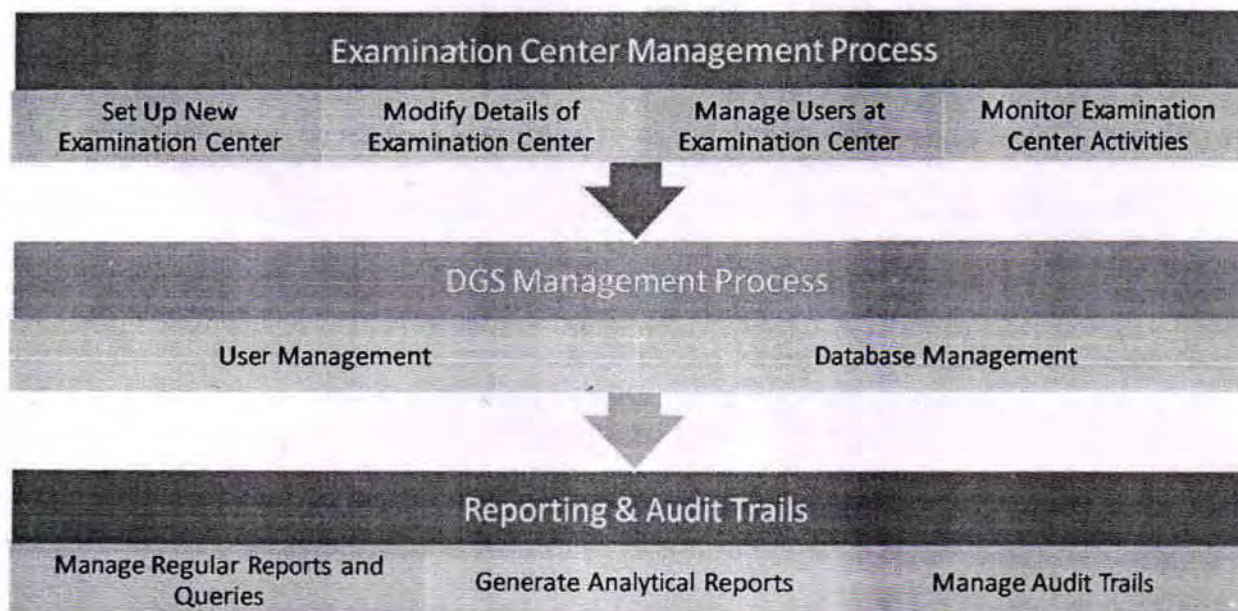 Examination Center Management Process
Set Up New
Examination Center
Modify Details of
Examination Center
Manage Users at
Examination Center
Monitor Examination
Center Activities
DGS Management Process
User Management
Database Management
Reporting & Audit Trails
Manage Regular Reports and
Queries
Generate Analytical Reports
Manage Audit Trails